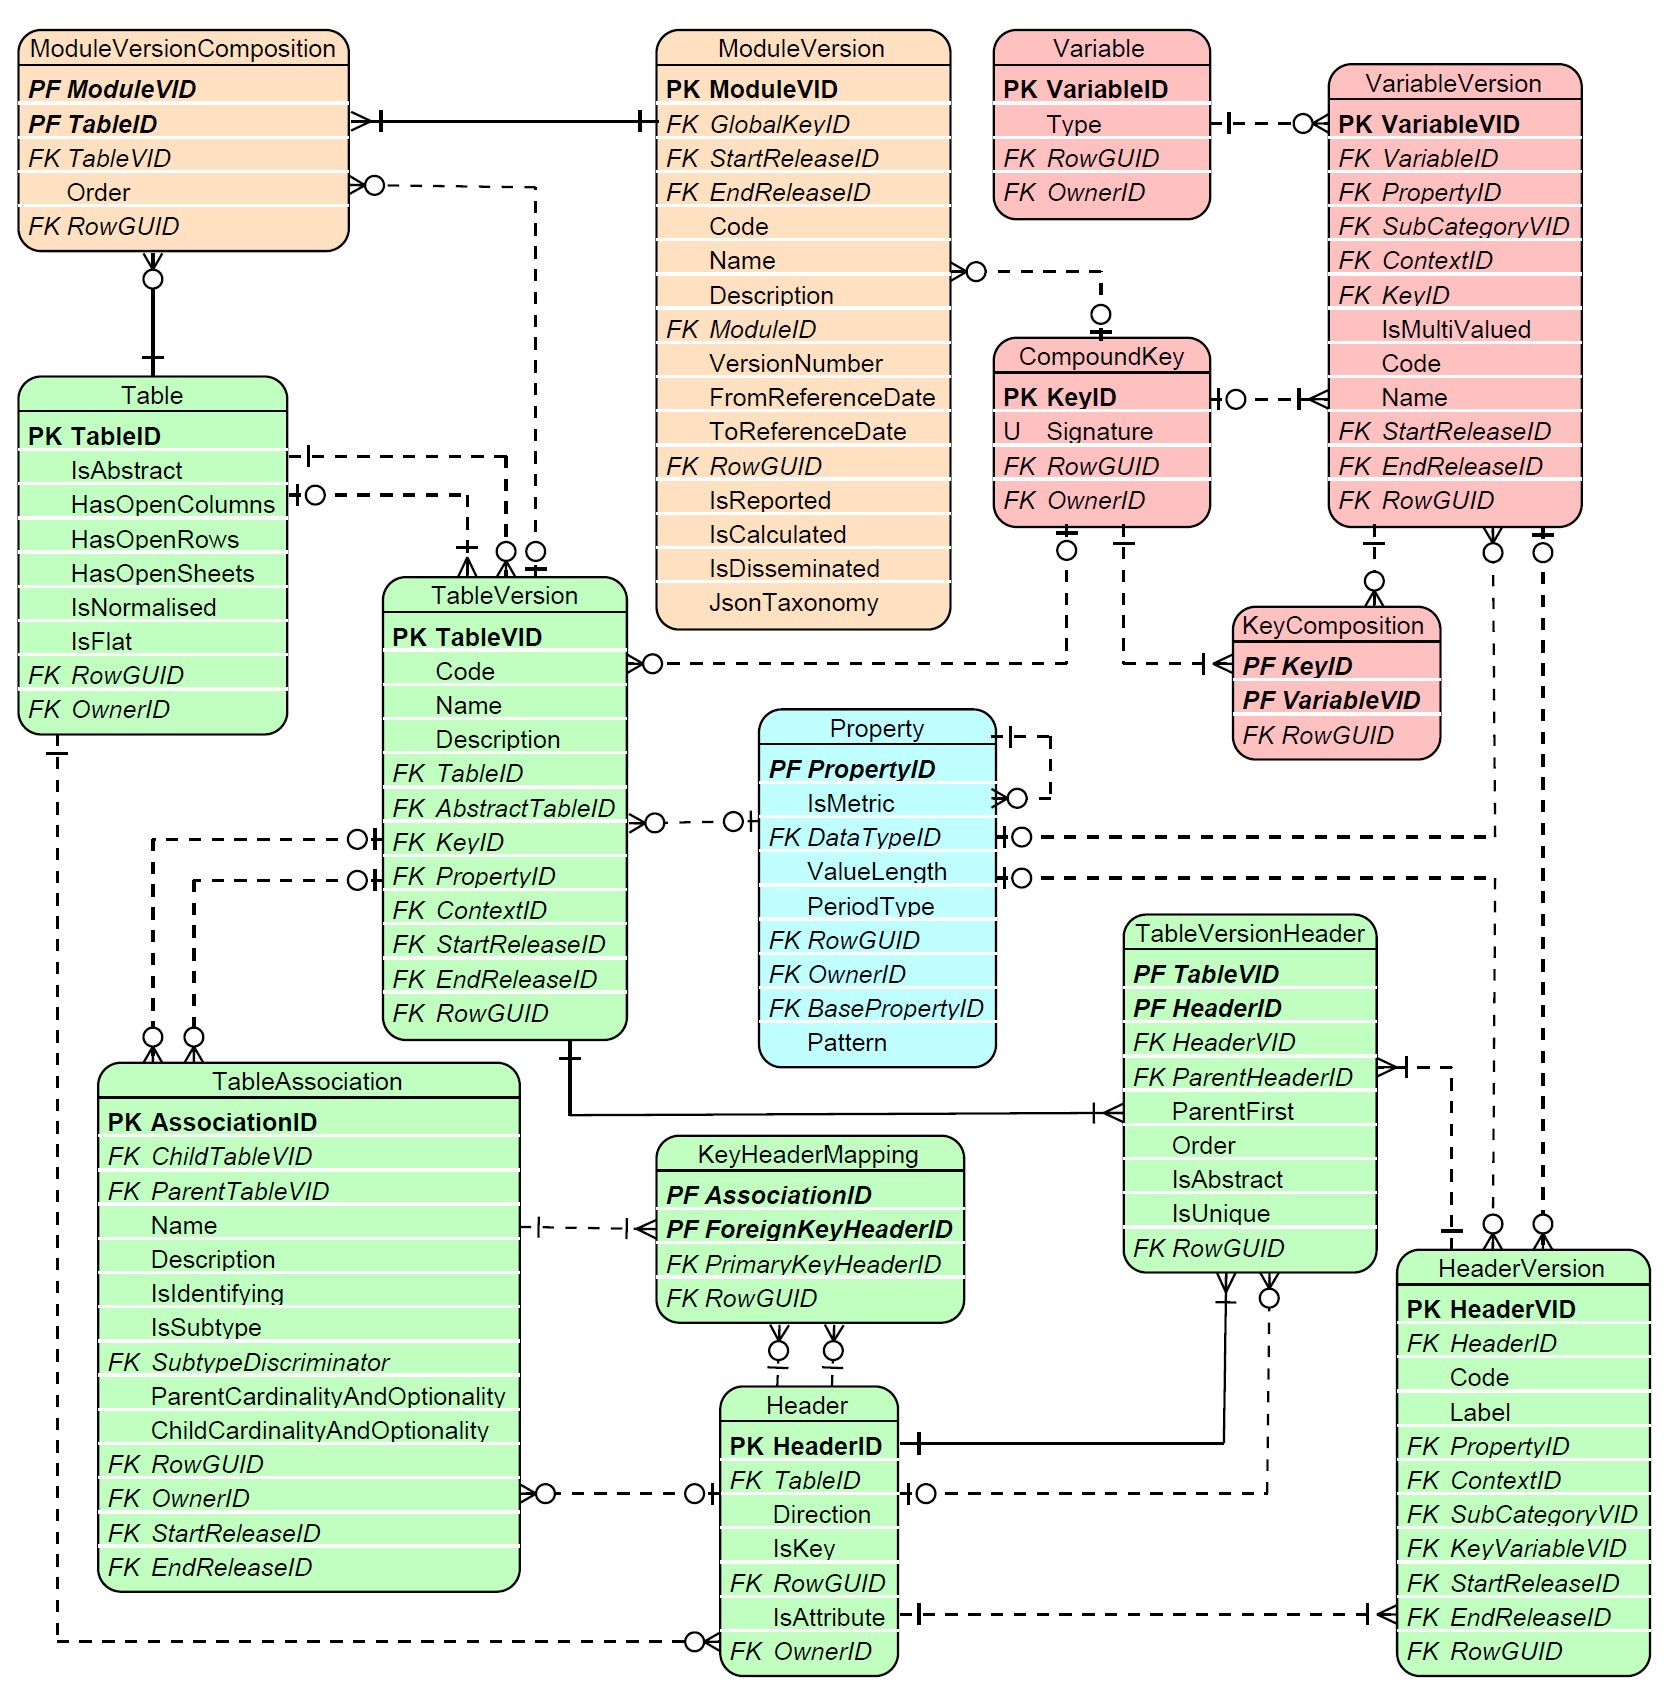 ModuleVersionComposition
PF ModuleVID
PF TableID
FK TableVID
Order
FK RowGUID
ModuleVersion
PK ModuleVID
FK GlobalKeyID
FK StartReleaseID
FK EndReleaseID
Code
Name
Description
FK ModuleID
VersionNumber
FromReferenceDate
ToReferenceDate
FK RowGUID
IsReported
IsCalculated
IsDisseminated
JsonTaxonomy
Variable
PK VariableID
Type
FK RowGUID
FK OwnerID
VariableVersion
PK VariableVID
FK VariableID
FK PropertyID
FK SubCategoryVID
FK ContextID
FK KeyID
IsMultiValued
Code
Name
FK StartReleaseID
FK EndReleaseID
FK RowGUID
CompoundKey
PK KeyID
U Signature
FK RowGUID
FK OwnerID
Table
PK TableID
IsAbstract
HasOpenColumns
HasOpenRows
HasOpenSheets
IsNormalised
IsFlat
FK RowGUID
FK OwnerID
TableVersion
PK TableVID
Code
Name
Description
FK TableID
FK AbstractTableID
FK KeyID
FK PropertyID
FK ContextID
FK StartReleaseID
FK EndReleaseID
FK RowGUID
KeyComposition
PF KeyID
PF VariableVID
FK RowGUID
Property
PF PropertyID
IsMetric
FK DataTypeID
ValueLength
PeriodType
FK RowGUID
FK OwnerID
FK BasePropertyID
Pattern
TableVersionHeader
PF TableVID
PF HeaderID
FK HeaderVID
FK ParentHeaderID
ParentFirst
Order
IsAbstract
IsUnique
FK RowGUID
TableAssociation
PK AssociationID
FK ChildTableVID
FK ParentTableVID
Name
Description
IsIdentifying
IsSubtype
FK SubtypeDiscriminator
ParentCardinalityAndOptionality
ChildCardinalityAndOptionality
FK RowGUID
FK OwnerID
FK StartReleaseID
FK EndReleaseID
KeyHeaderMapping
PF AssociationID
PF ForeignKeyHeaderID
FK PrimaryKeyHeaderID
FK RowGUID
Header
PK HeaderID
FK TableID
Direction
IsKey
FK RowGUID
IsAttribute
FK OwnerID
HeaderVersion
PK HeaderVID
FK HeaderID
Code
Label
FK PropertyID
FK ContextID
FK SubCategoryVID
FK KeyVariableVID
FK StartReleaseID
FK EndReleaseID
FK RowGUID